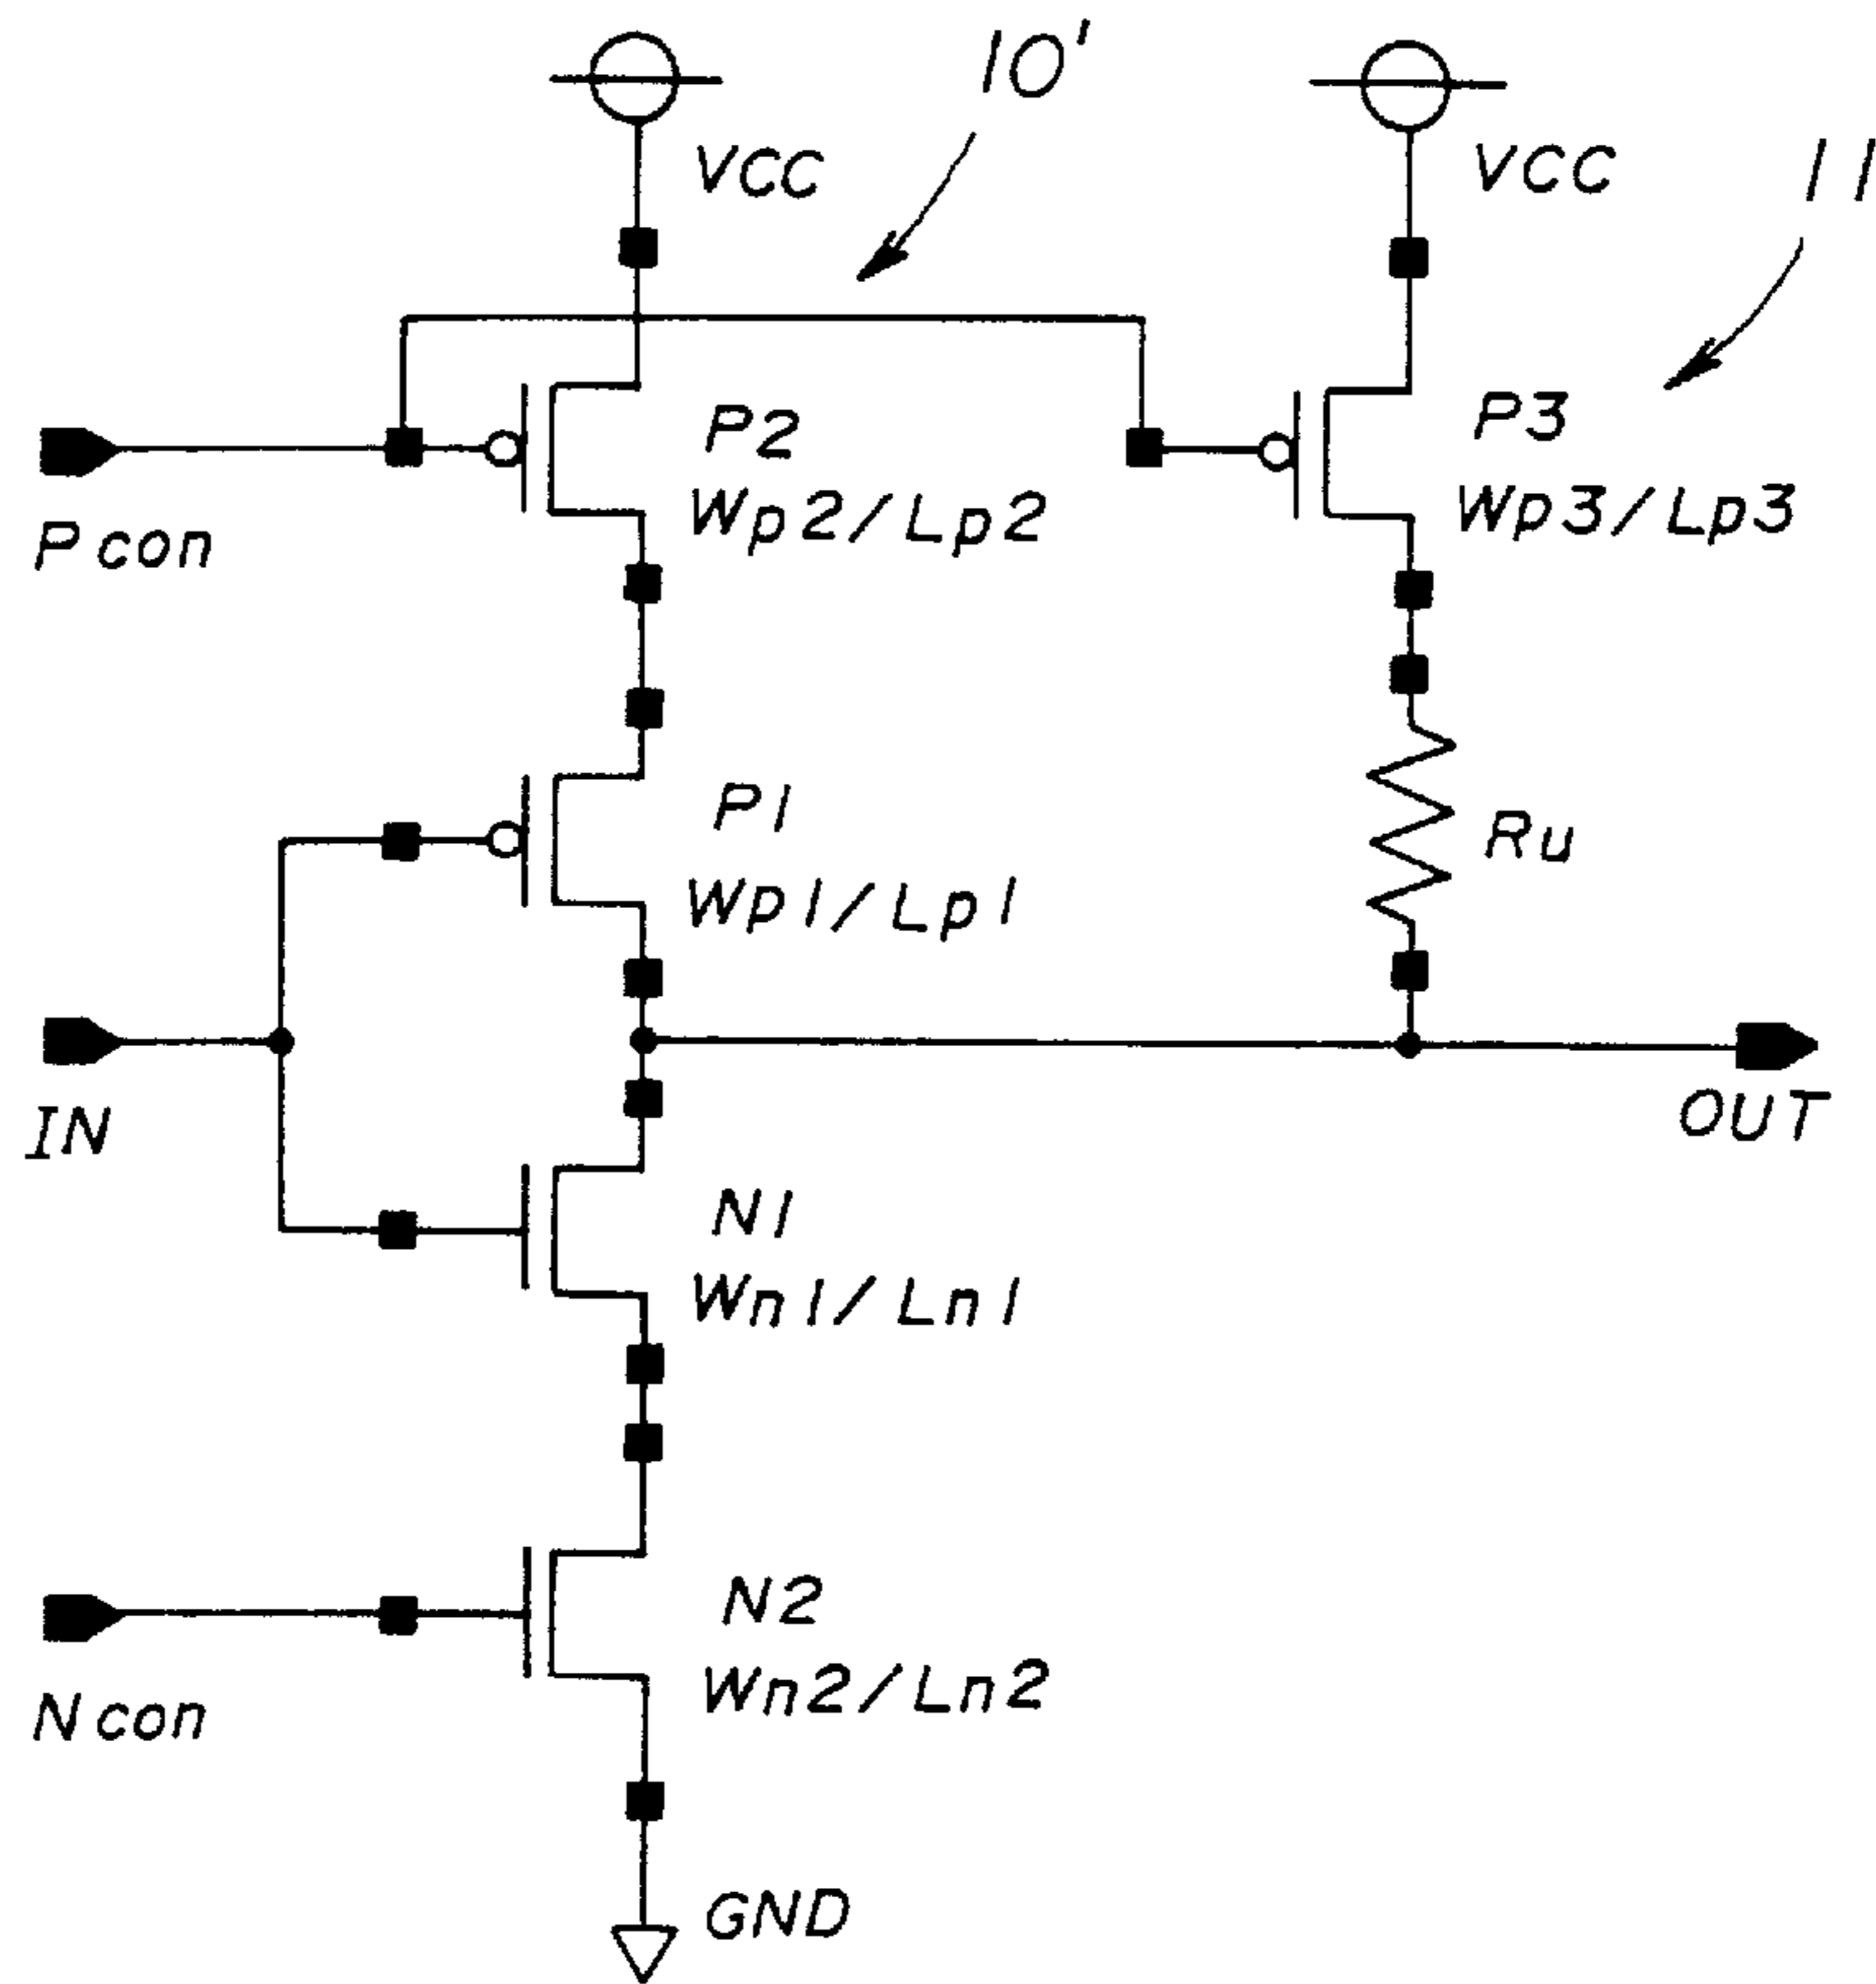 10'
VCC
VCC
11
P2
Wp2/Lp2
P3
Wp3/Lp3
Pcon
P1
Wp1/Lp1
Ru
IN
OUT
N1
Wn1/Ln1
N2
Wn2/Ln2
Ncon
GND